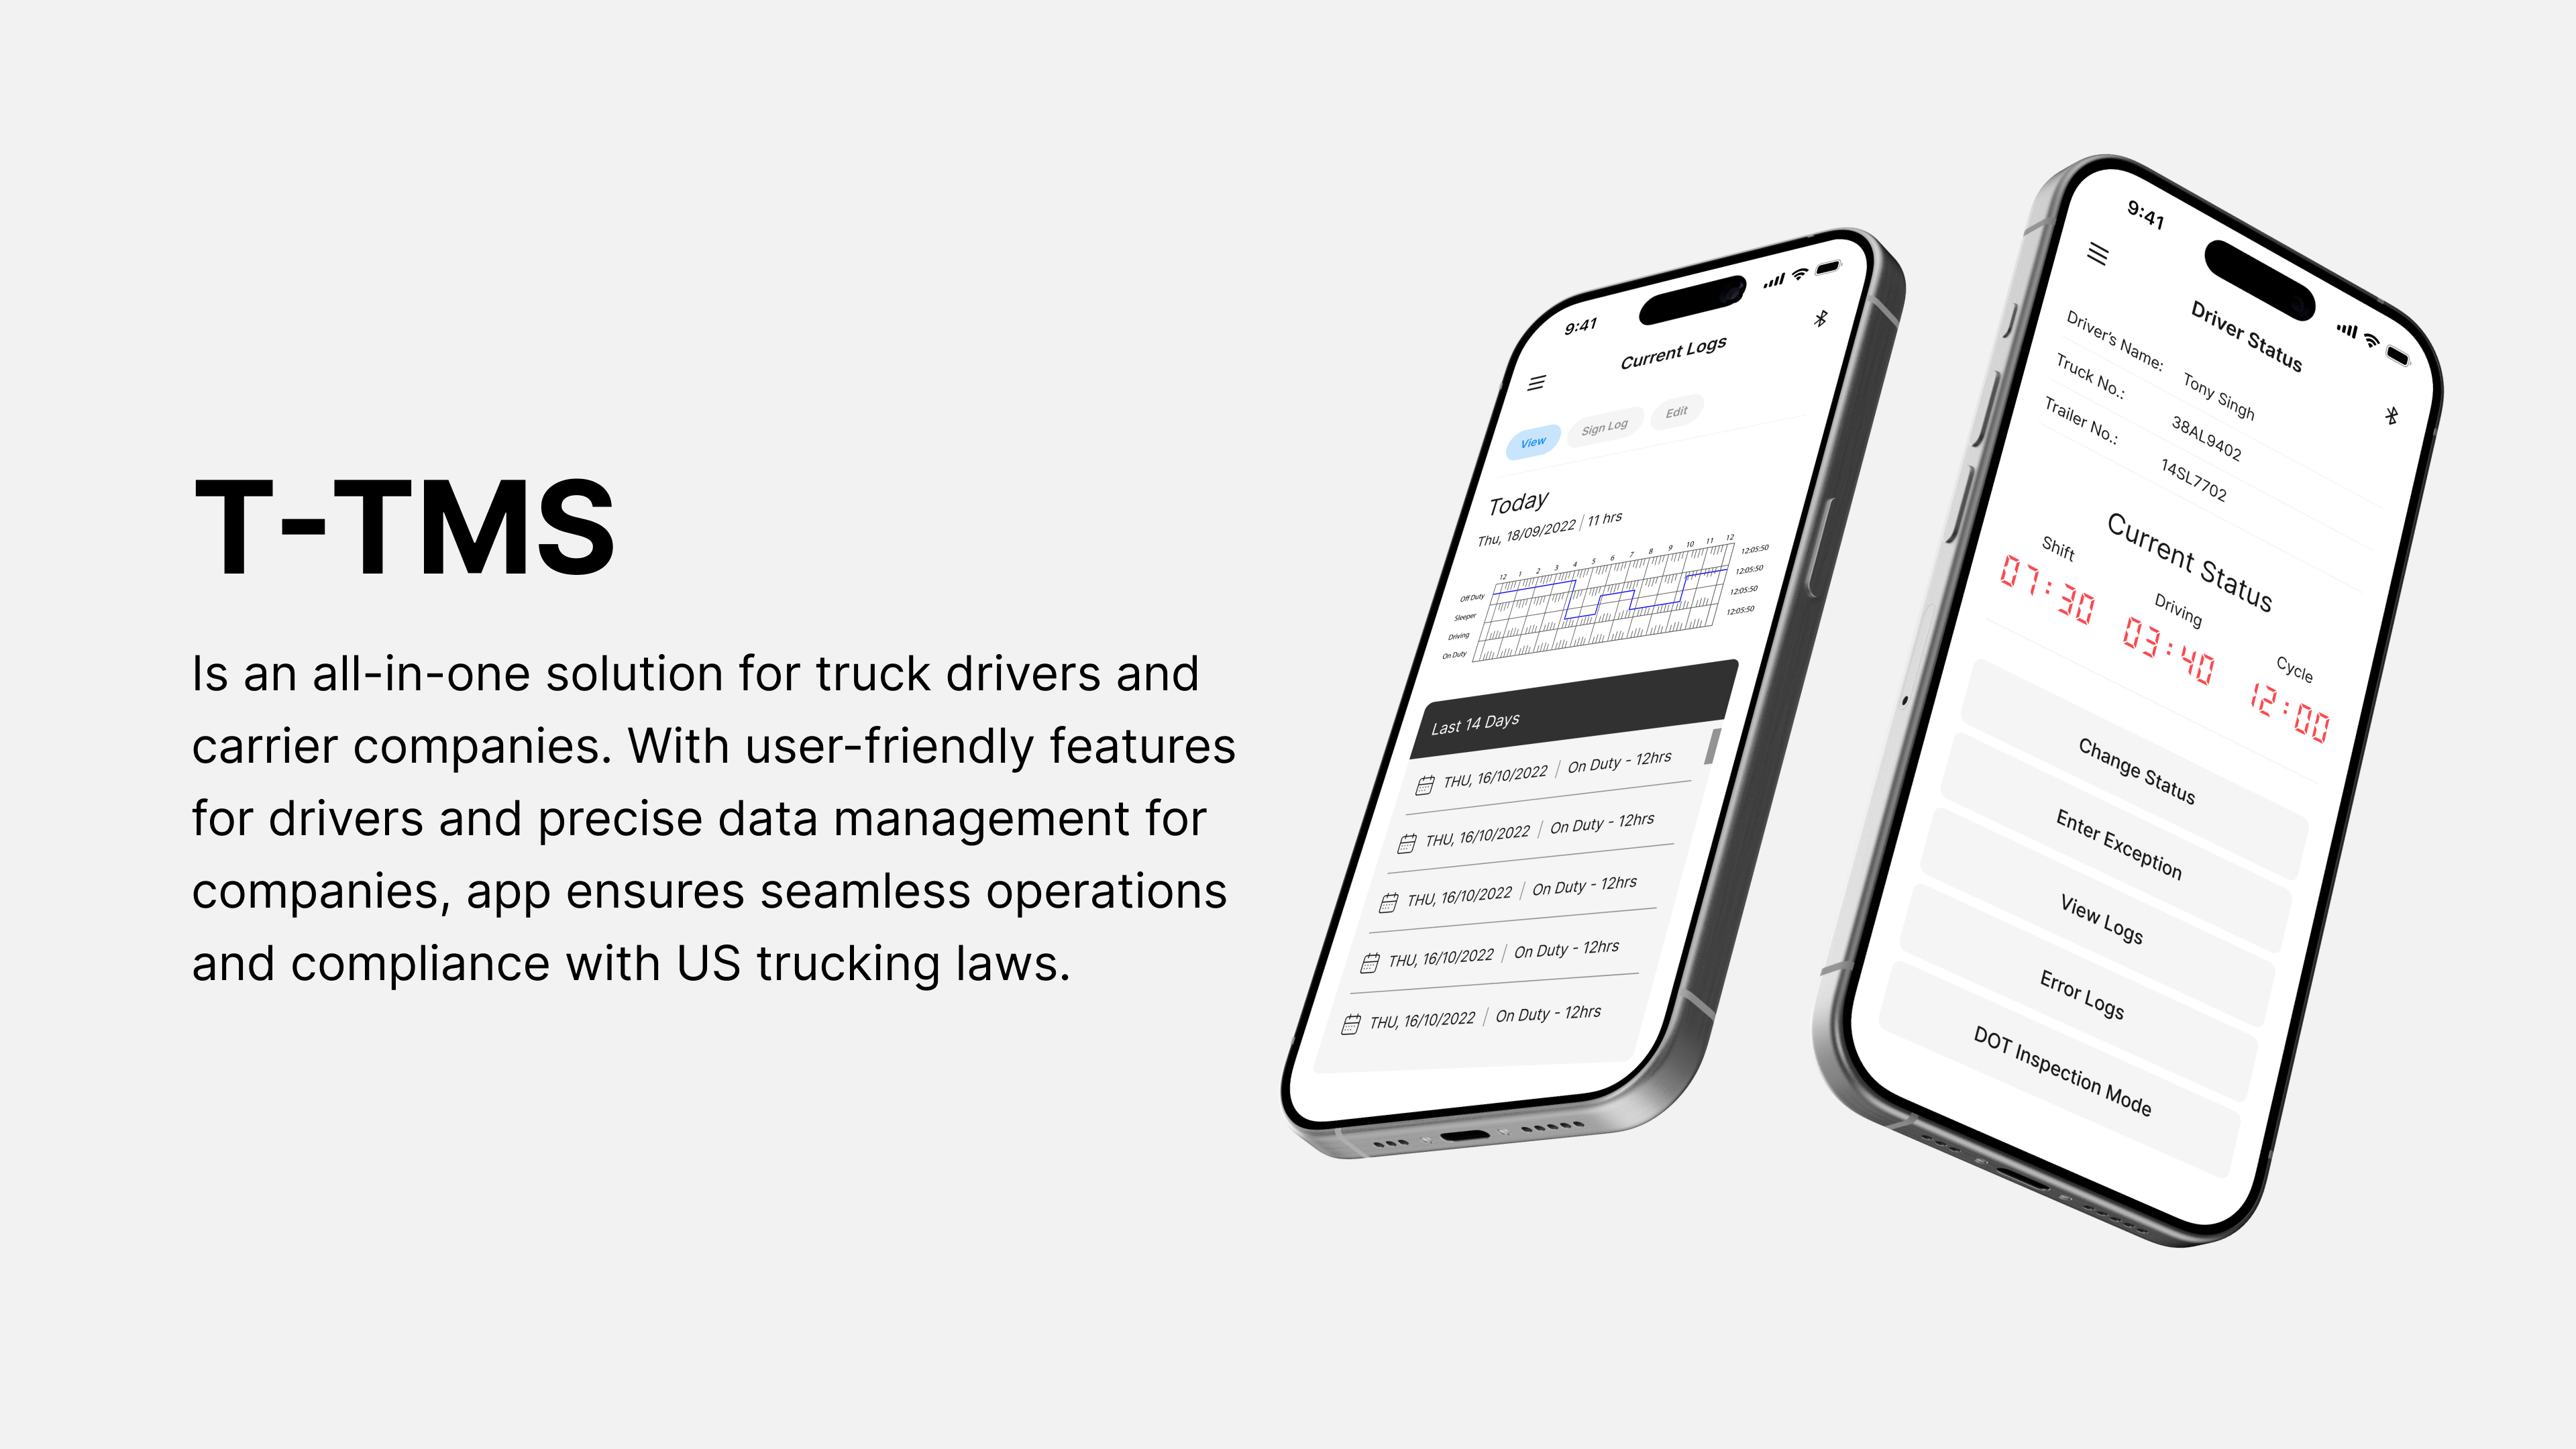 T-TMS
Is an all-in-one solution for truck drivers and
carrier companies. With user-friendly features
for drivers and precise data management for
companies, app ensures seamless operations
and compliance with US trucking laws.
9:41
Current Logs
View
Sign Log
Edit
Today
Thu, 18/09/2022 | 11 hrs
12 1 2 3 4 5 6 7 8 9 10 11 12
Off Duty 12:05:50
Sleeper 12:05:50
Driving 12:05:50
On Duty 12:05:50
Last 14 Days
THU, 16/10/2022 | On Duty - 12hrs
THU, 16/10/2022 | On Duty - 12hrs
THU, 16/10/2022 | On Duty - 12hrs
THU, 16/10/2022 | On Duty - 12hrs
THU, 16/10/2022 | On Duty - 12hrs
9:41
Driver Status
Driver's Name: Tony Singh
Truck No.: 38AL9402
Trailer No.: 14SL7702
Current Status
Shift
07:30
Driving
03:40
Cycle
12:00
Change Status
Enter Exception
View Logs
Error Logs
DOT Inspection Mode